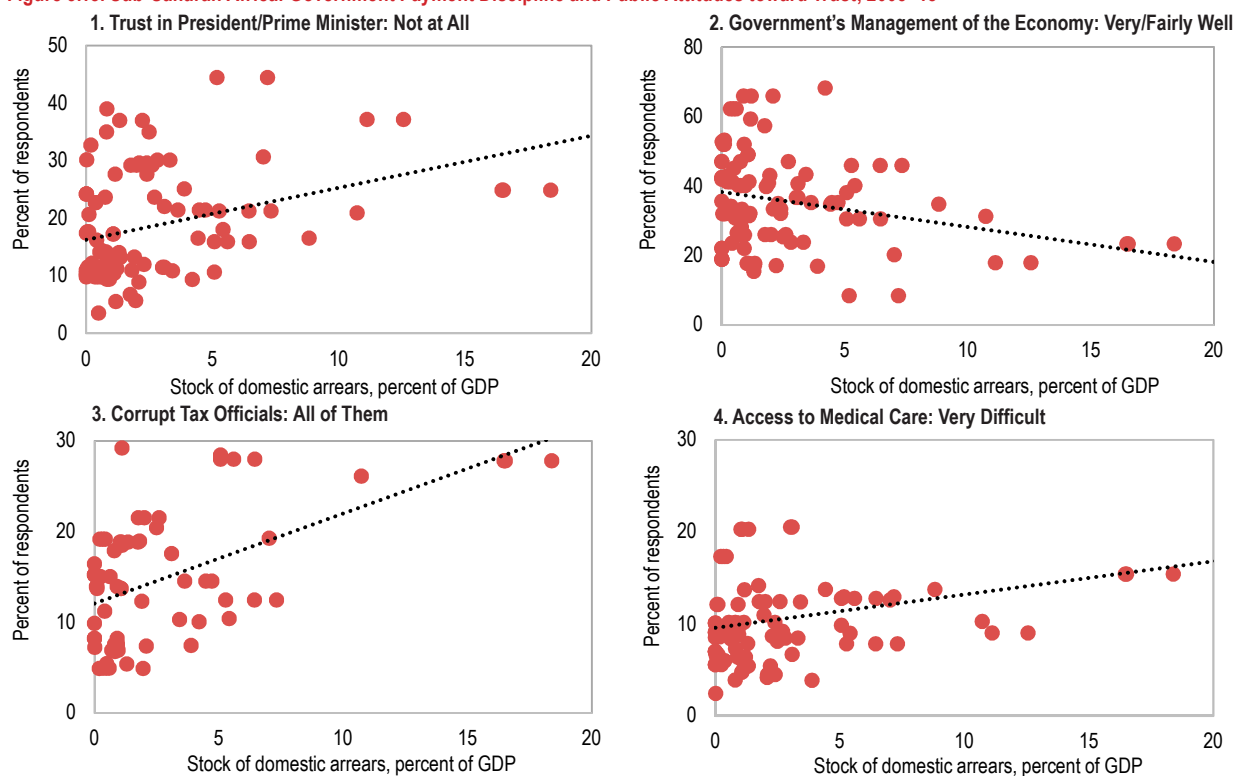 1. Trust in President/Prime Minister: Not at All
50
40
30
20
10
0
Percent of respondents
0 5 10 15 20
Stock of domestic arrears, percent of GDP
2. Government's Management of the Economy: Very/Fairly Well
80
60
40
20
0
Percent of respondents
0 5 10 15 20
Stock of domestic arrears, percent of GDP
3. Corrupt Tax Officials: All of Them
30
20
10
0
Percent of respondents
0 5 10 15 20
Stock of domestic arrears, percent of GDP
4. Access to Medical Care: Very Difficult
30
20
10
0
Percent of respondents
0 5 10 15 20
Stock of domestic arrears, percent of GDP